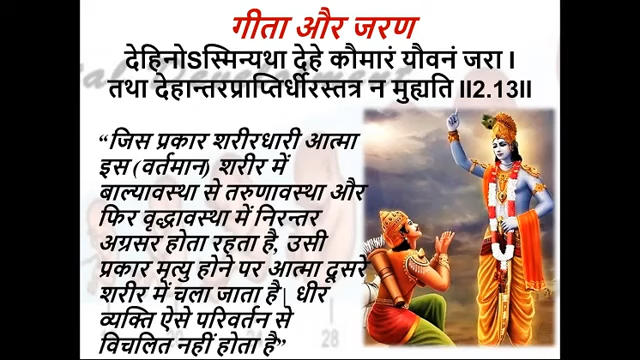 गीता और जरण
देहिनोSस्मिन्यथा देहे कौमारं यौवनं जरा ।
तथा देहान्तरप्राप्तिर्धीरस्तत्र न मुह्यति ॥2.13॥
“जिस प्रकार शरीरधारी आत्मा
इस (वर्तमान) शरीर में
बाल्यावस्था से तरुणावस्था और
फिर वृद्धावस्था में निरन्तर
अग्रसर होता रहता है, उसी
प्रकार मृत्यु होने पर आत्मा दूसरे
शरीर में चला जाता है| धीर
व्यक्ति ऐसे परिवर्तन से
विचलित नहीं होता है”
28